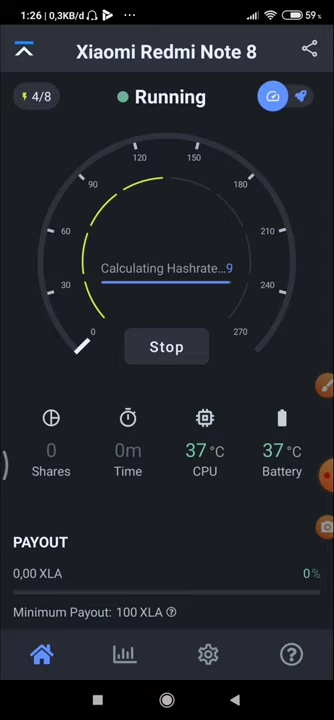 1:26 | 0,3KB/d
59%
Xiaomi Redmi Note 8
4/8
Running
120
150
90
180
60
210
30
240
0
270
Calculating Hashrate...9
Stop
0
0m
37 °C
37 °C
Shares
Time
CPU
Battery
PAYOUT
0,00 XLA
0%
Minimum Payout: 100 XLA